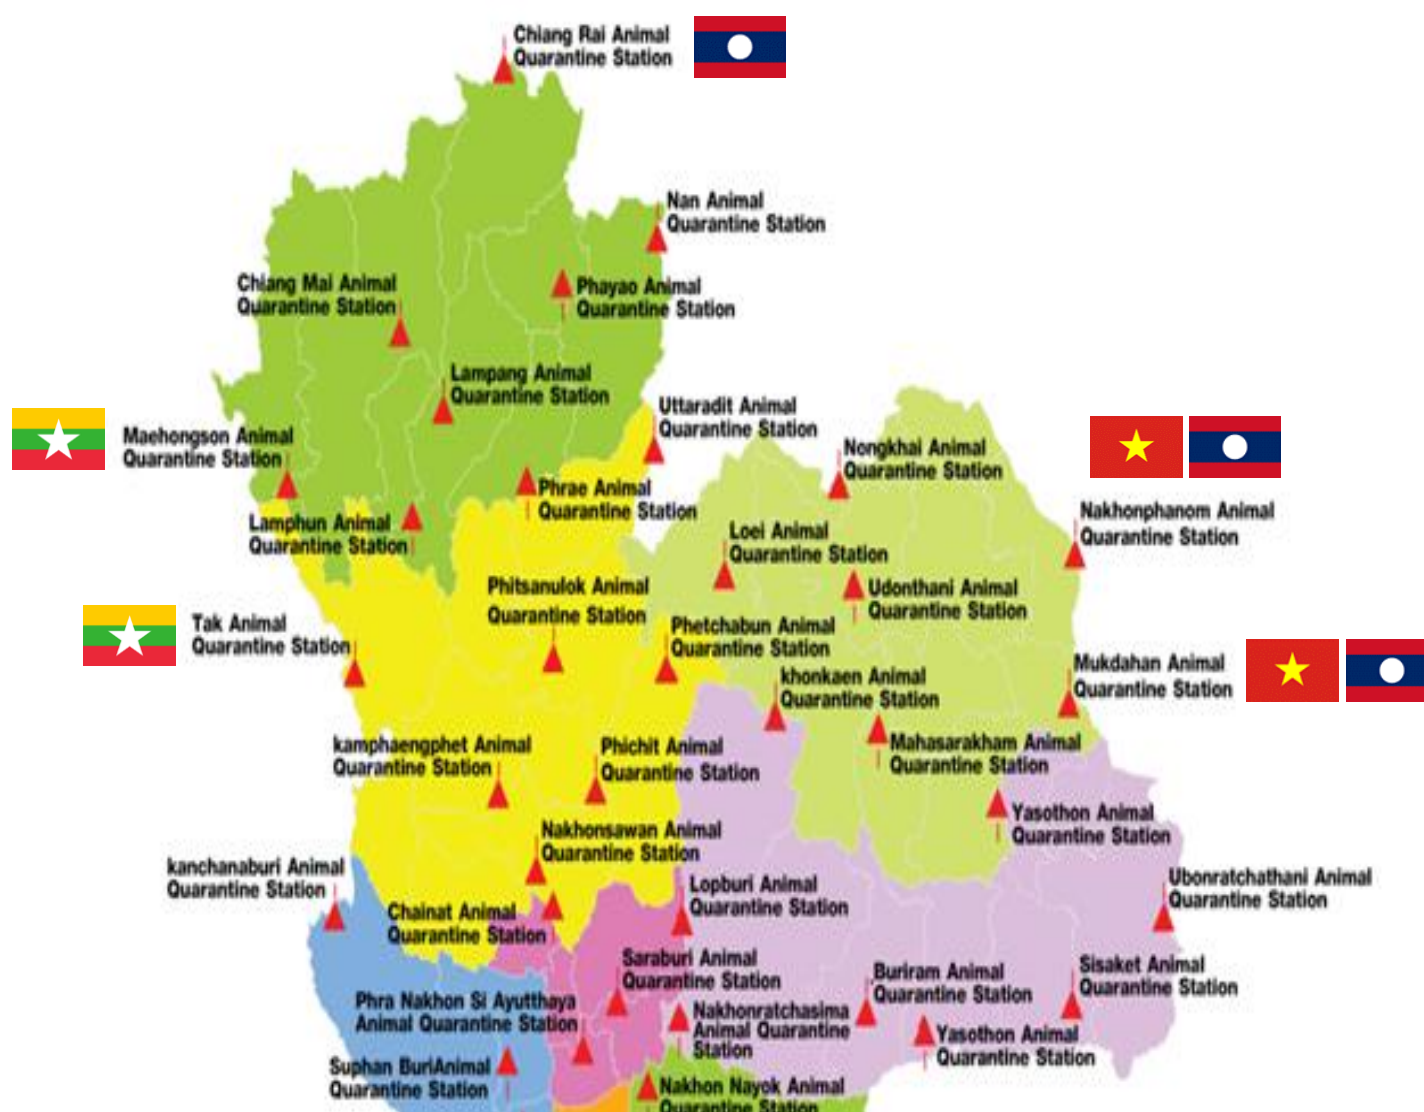 Chiang Rai Animal
Quarantine Station
Nan Animal
Quarantine Station
Chiang Mai Animal
Quarantine Station
Phayao Animal
Quarantine Station
Lampang Animal
Quarantine Station
Uttaradit Animal
Quarantine Station
Maehongson Animal
Quarantine Station
Nongkhai Animal
Quarantine Station
Phrae Animal
Quarantine Station
Lamphun Animal
Quarantine Station
Nakhonphanom Animal
Quarantine Station
Loei Animal
Quarantine Station
Phitsanulok Animal
Quarantine Station
Udonthani Animal
Quarantine Station
Tak Animal
Quarantine Station
Phetchabun Animal
Quarantine Station
Mukdahan Animal
Quarantine Station
khonkaen Animal
Quarantine Station
kamphaengphet Animal
Quarantine Station
Phichit Animal
Quarantine Station
Mahasarakham Animal
Quarantine Station
Yasothon Animal
Quarantine Station
Nakhonsawan Animal
Quarantine Station
kanchanaburi Animal
Quarantine Station
Lopburi Animal
Quarantine Station
Ubonratchathani Animal
Quarantine Station
Chainat Animal
Quarantine Station
Saraburi Animal
Quarantine Station
Buriram Animal
Quarantine Station
Sisaket Animal
Quarantine Station
Phra Nakhon Si Ayutthaya
Animal Quarantine Station
Nakhonratchasima
Animal Quarantine
Station
Yasothon Animal
Quarantine Station
Suphan BuriAnimal
Quarantine Station
Nakhon Nayok Animal
Quarantine Station